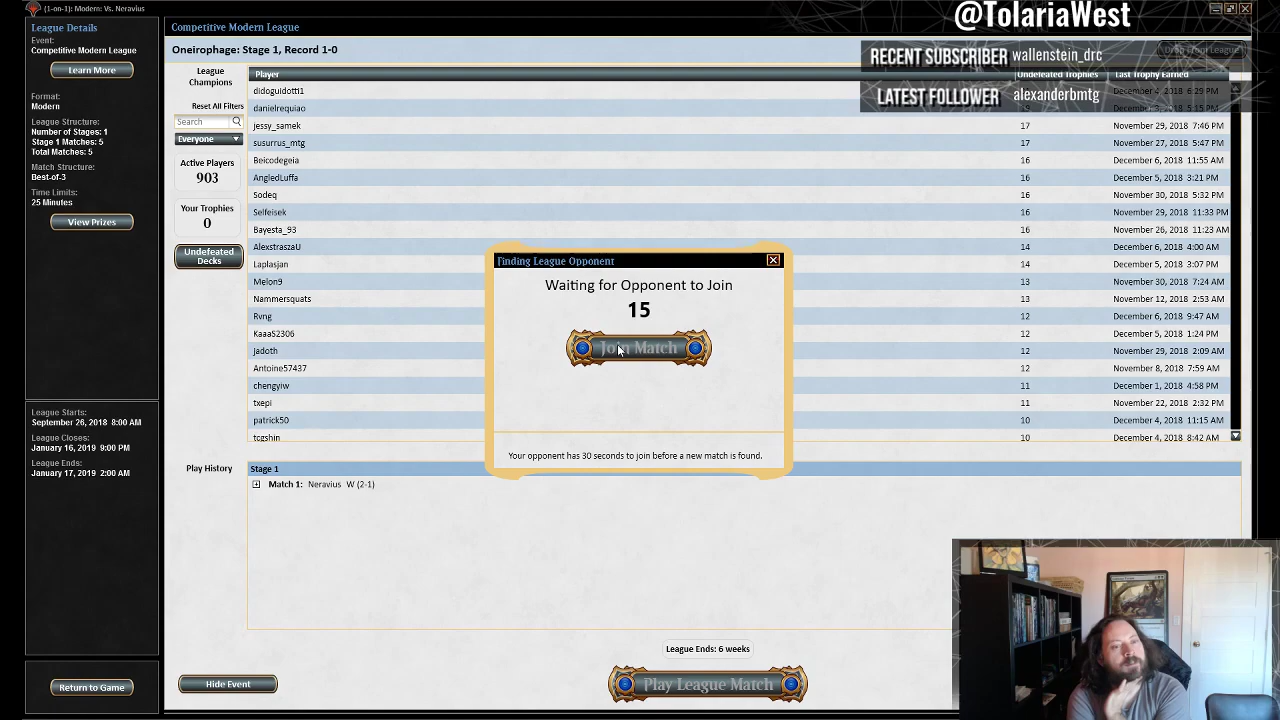 (1-on-1): Modern: Vs. Neravius
@TolariaWest
RECENT SUBSCRIBER wallenstein_drc
LATEST FOLLOWER alexanderbmtg
League Details
Event:
Competitive Modern League
Learn More
Format:
Modern
League Structure:
Number of Stages: 1
Stage 1 Matches: 5
Total Matches: 5
Match Structure:
Best-of-3
Time Limits:
25 Minutes
View Prizes
League Starts:
September 26, 2018 8:00 AM
League Closes:
January 16, 2019 9:00 PM
League Ends:
January 17, 2019 2:00 AM
Return to Game
Competitive Modern League
Oneirophage: Stage 1, Record 1-0
Drop From League
League Champions
Reset All Filters
Search
Everyone
Active Players
903
Your Trophies
0
Undefeated Decks
Player Undefeated Trophies Last Trophy Earned
didoguidotti1 December 4, 2018 6:29 PM
danielrequiao
jessy_samek 17 November 29, 2018 7:46 PM
susurrus_mtg 17 November 27, 2018 5:47 PM
Beicodegeia 16 December 6, 2018 11:55 AM
AngledLuffa 16 December 5, 2018 3:21 PM
Sodeq 16 November 30, 2018 5:32 PM
Selfeisek 16 November 29, 2018 11:33 PM
Bayesta_93 16 November 26, 2018 11:23 AM
AlexstraszaU 14 December 6, 2018 4:00 AM
Laplasjan 14 December 5, 2018 3:07 PM
Melon9 13 November 30, 2018 7:24 AM
Nammersquats 13 November 12, 2018 2:53 AM
Rvng 12 December 6, 2018 9:47 AM
KaaaS2306 12 December 5, 2018 1:24 PM
Jadoth 12 November 29, 2018 2:09 AM
Antoine57437 12 November 8, 2018 7:59 AM
chengyiw 11 December 1, 2018 4:58 PM
txepi 11 November 22, 2018 2:32 PM
patrick50 10 December 4, 2018 11:15 AM
tcgshin 10 December 4, 2018 8:42 AM
Finding League Opponent
Waiting for Opponent to Join
15
Join Match
Your opponent has 30 seconds to join before a new match is found.
Play History
Stage 1
Match 1: Neravius W (2-1)
League Ends: 6 weeks
Hide Event
Play League Match